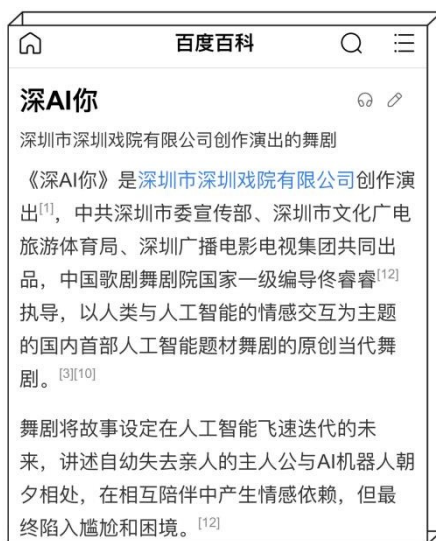 百度百科
深AI你
深圳市深圳戏院有限公司创作演出的舞剧
《深AI你》是深圳市深圳戏院有限公司创作演
出[1]，中共深圳市委宣传部、深圳市文化广电
旅游体育局、深圳广播电影电视集团共同出
品，中国歌剧舞剧院国家一级编导佟睿睿[12]
执导，以人类与人工智能的情感交互为主题
的国内首部人工智能题材舞剧的原创当代舞
剧。[3][10]
舞剧将故事设定在人工智能飞速迭代的未
来，讲述自幼失去亲人的主人公与AI机器人朝
夕相处，在相互陪伴中产生情感依赖，但最
终陷入尴尬和困境。[12]